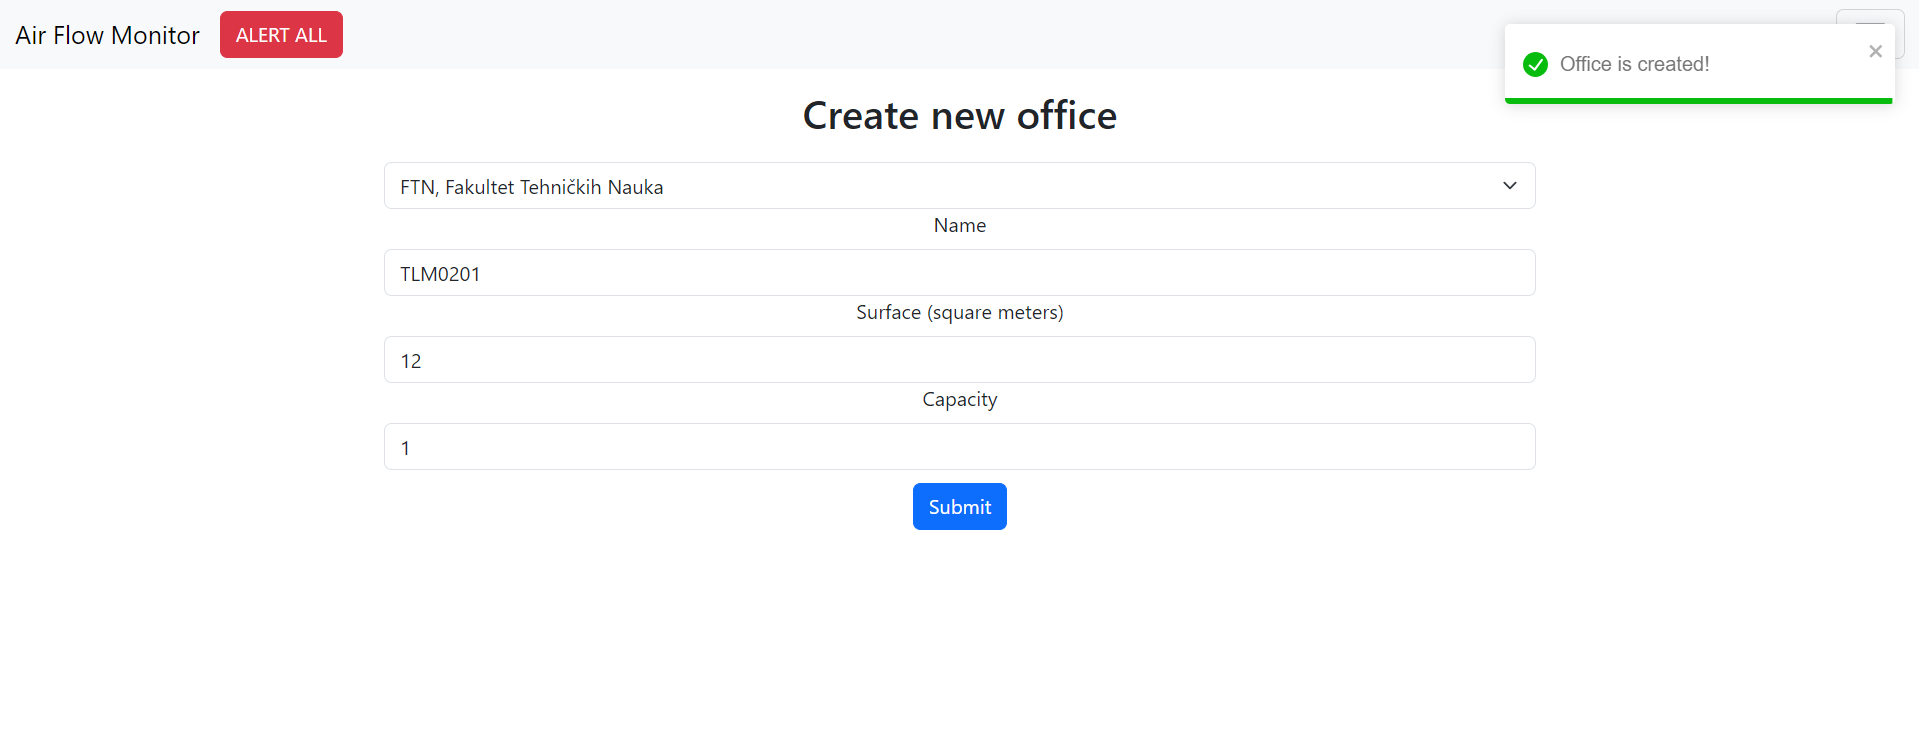 Air Flow Monitor
ALERT ALL
Office is created!
Create new office
FTN, Fakultet Tehničkih Nauka
Name
TLM0201
Surface (square meters)
12
Capacity
1
Submit